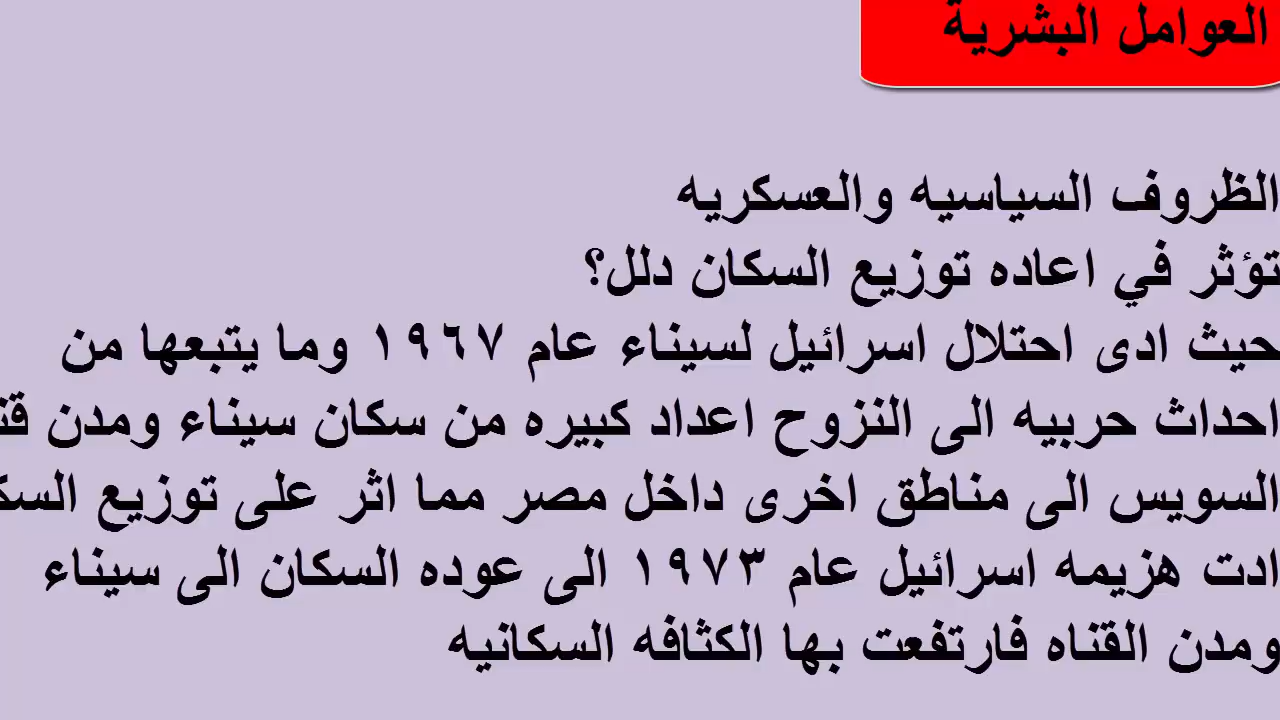 العوامل البشرية
الظروف السياسيه والعسكريه
تؤثر في اعاده توزيع السكان دلل؟
حيث ادى احتلال اسرائيل لسيناء عام ١٩٦٧ وما يتبعها من
احداث حربيه الى النزوح اعداد كبيره من سكان سيناء ومدن
السويس الى مناطق اخرى داخل مصر مما اثر على توزيع
ادت هزيمه اسرائيل عام ١٩٧٣ الى عوده السكان الى سيناء
ومدن القناه فارتفعت بها الكثافه السكانيه